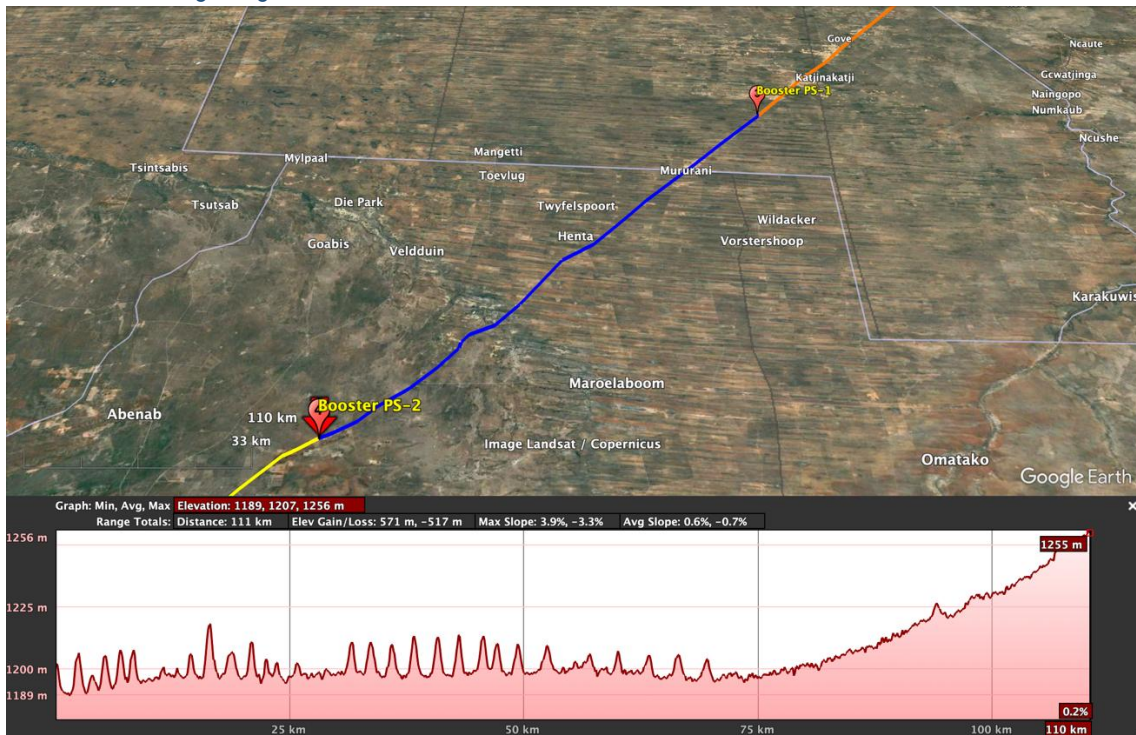 Gove
Ncaute
Katjinakatji
Gcwatjinga
Booster PS-1
Naingopo
Numkaub
Ncushe
Mangetti
Mylpaal
Tsintsabis
Mururani
Toevlug
Die Park
Tsutsab
Twyfelspoort
Wildacker
Goabis
Henta
Vorstershoop
Veldduin
Karakuwis
Maroelaboom
Booster PS-2
110 km
Abenab
33 km
Image Landsat / Copernicus
Omatako
Google Earth
Graph: Min, Avg, Max Elevation: 1189, 1207, 1256 m
Range Totals: Distance: 111 km Elev Gain/Loss: 571 m, -517 m Max Slope: 3.9%, -3.3% Avg Slope: 0.6%, -0.7%
1256 m
1255 m
1225 m
1200 m
1189 m
0.2%
25 km 50 km 75 km 100 km 110 km